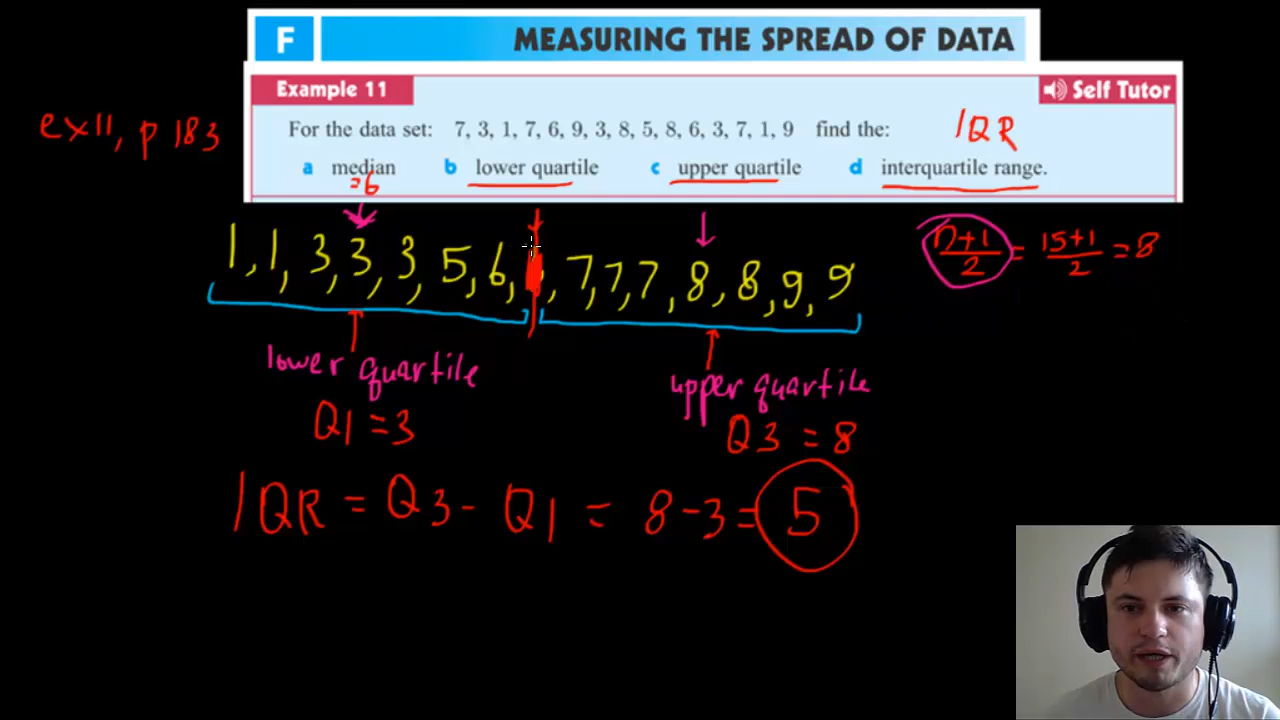 F MEASURING THE SPREAD OF DATA
Example 11 Self Tutor
ex11, p 183
For the data set: 7, 3, 1, 7, 6, 9, 3, 8, 5, 8, 6, 3, 7, 1, 9 find the: IQR
a median b lower quartile c upper quartile d interquartile range.
=6
1, 1, 3, 3, 3, 5, 6, , 7, 7, 7, 8, 8, 9, 9
n+1/2 = 15+1/2 = 8
lower quartile
upper quartile
Q1 = 3
Q3 = 8
IQR = Q3 - Q1 = 8 - 3 = 5